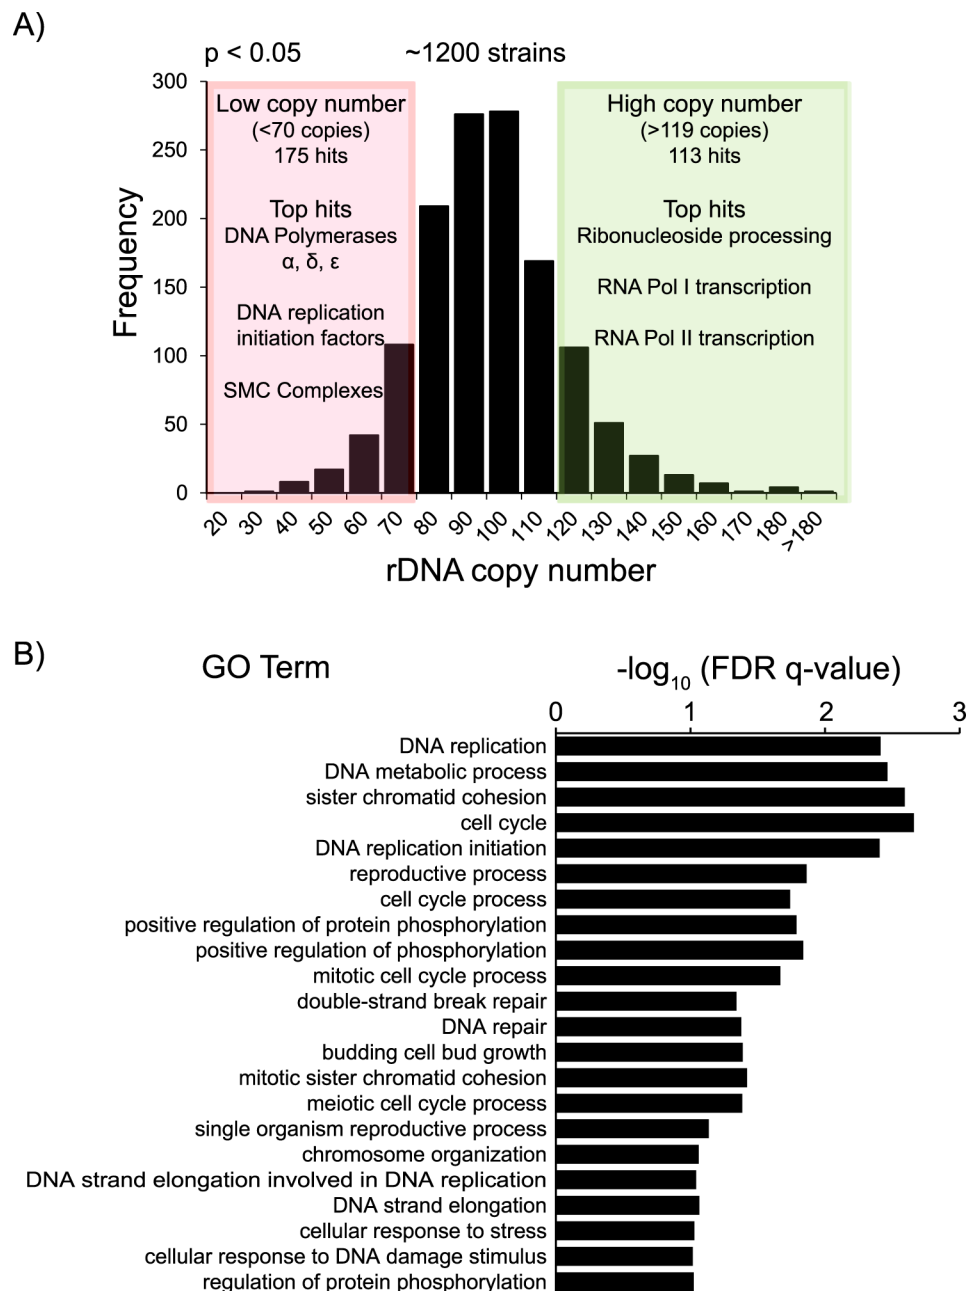 A)
p < 0.05
~1200 strains
Frequency
300
250
200
150
100
50
0
Low copy number
(<70 copies)
175 hits
Top hits
DNA Polymerases
α, δ, ε
DNA replication
initiation factors
SMC Complexes
High copy number
(>119 copies)
113 hits
Top hits
Ribonucleoside processing
RNA Pol I transcription
RNA Pol II transcription
20 30 40 50 60 70 80 90 100 110 120 130 140 150 160 170 180 >180
rDNA copy number
B)
GO Term
-log10 (FDR q-value)
0 1 2 3
DNA replication
DNA metabolic process
sister chromatid cohesion
cell cycle
DNA replication initiation
reproductive process
cell cycle process
positive regulation of protein phosphorylation
positive regulation of phosphorylation
mitotic cell cycle process
double-strand break repair
DNA repair
budding cell bud growth
mitotic sister chromatid cohesion
meiotic cell cycle process
single organism reproductive process
chromosome organization
DNA strand elongation involved in DNA replication
DNA strand elongation
cellular response to stress
cellular response to DNA damage stimulus
regulation of protein phosphorylation